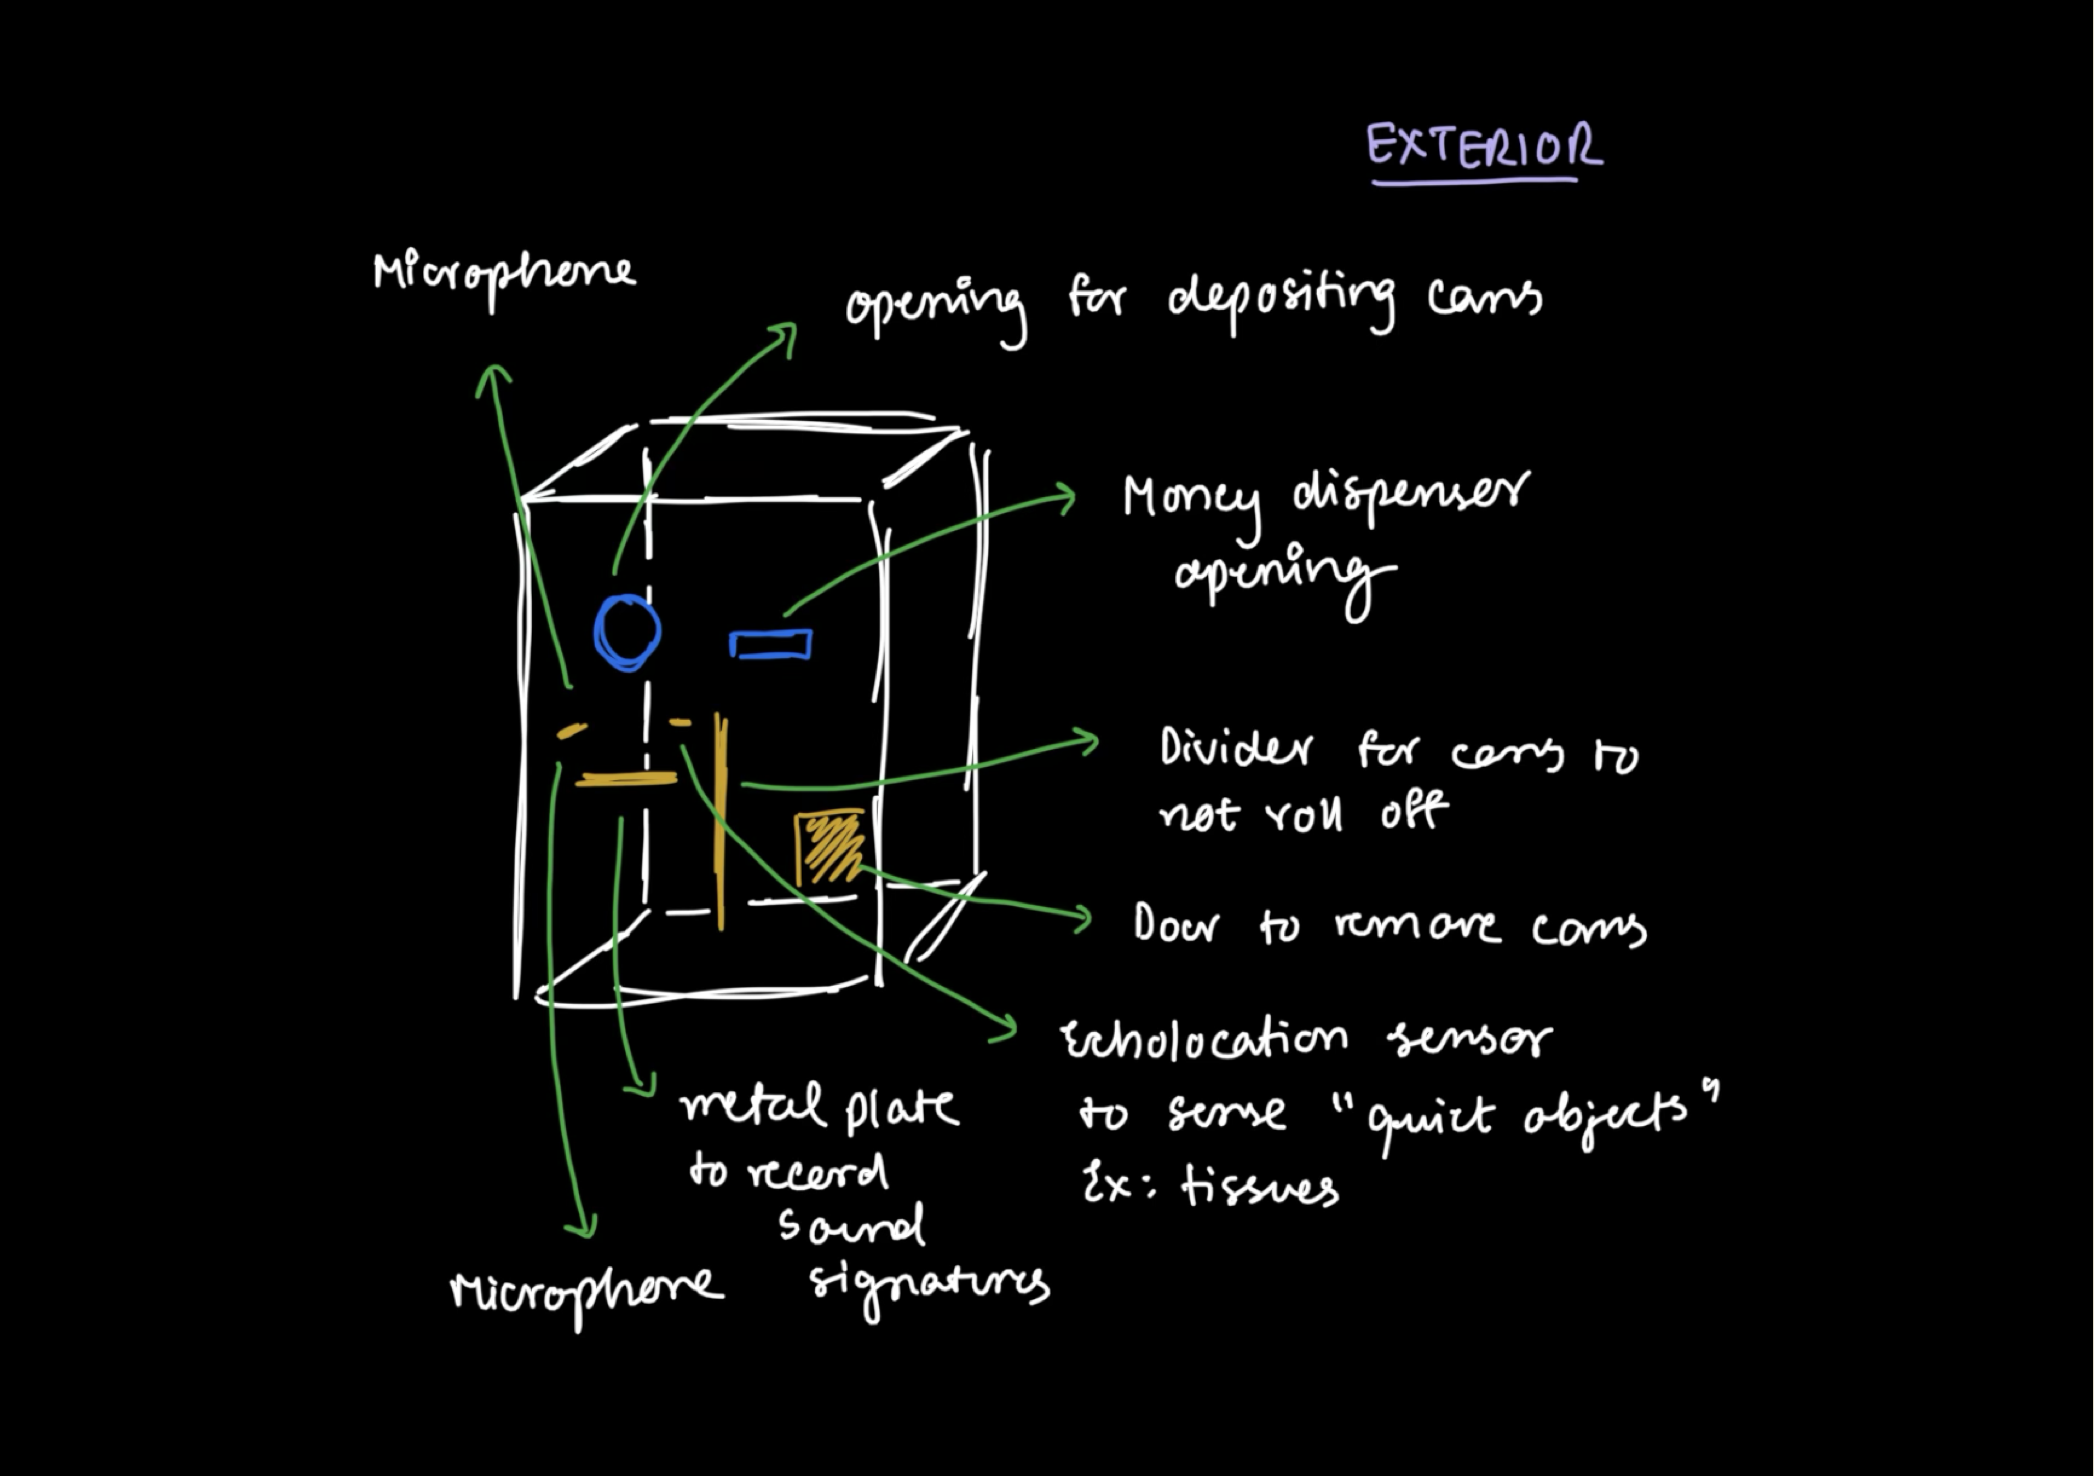 EXTERIOR
Microphone
opening for depositing cans
Money dispenser
opening
Divider for cans to
not roll off
Door to remove cans
Echolocation sensor
to sense "quiet objects"
Ex: tissues
metal plate
to record
sound
signatures
Microphone